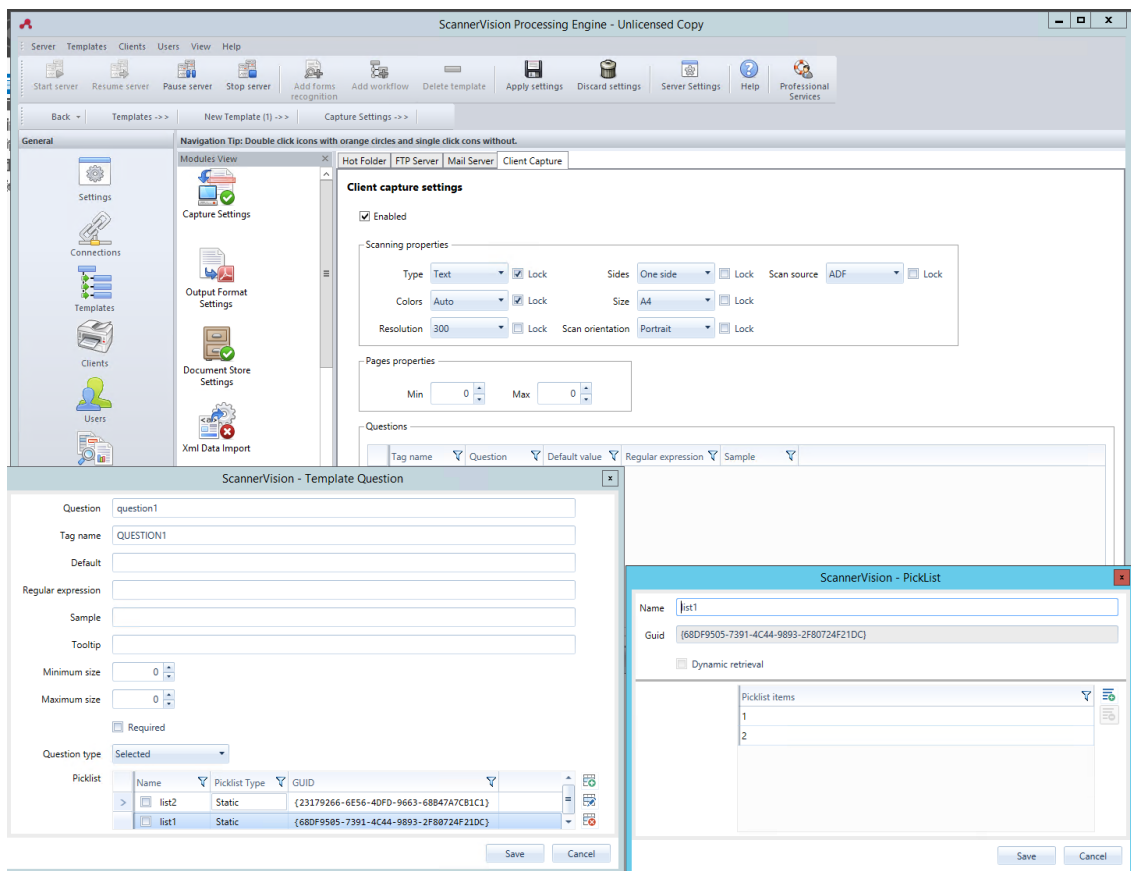 ScannerVision Processing Engine - Unlicensed Copy
Server Templates Clients Users View Help
Start server Resume server Pause server Stop server Add forms recognition Add workflow Delete template Apply settings Discard settings Server Settings Help Professional Services
Back Templates ->> New Template (1) ->> Capture Settings ->>
General
Navigation Tip: Double click icons with orange circles and single click cons without.
Settings
Connections
Templates
Clients
Users
Modules View
Capture Settings
Output Format
Settings
Document Store
Settings
Xml Data Import
Hot Folder FTP Server Mail Server Client Capture
Client capture settings
Enabled
Scanning properties
Type Text Lock Sides One side Lock Scan source ADF Lock
Colors Auto Lock Size A4 Lock
Resolution 300 Lock Scan orientation Portrait Lock
Pages properties
Min 0 Max 0
Questions
Tag name Question Default value Regular expression Sample
ScannerVision - Template Question
Question question1
Tag name QUESTION1
Default
Regular expression
Sample
Tooltip
Minimum size 0
Maximum size 0
Required
Question type Selected
Picklist
Name Picklist Type GUID
list2 Static {23179266-6E56-4DFD-9663-68B47A7CB1C1}
list1 Static {68DF9505-7391-4C44-9893-2F80724F21DC}
Save Cancel
ScannerVision - PickList
Name list1
Guid {68DF9505-7391-4C44-9893-2F80724F21DC}
Dynamic retrieval
Picklist items
1
2
Save Cancel